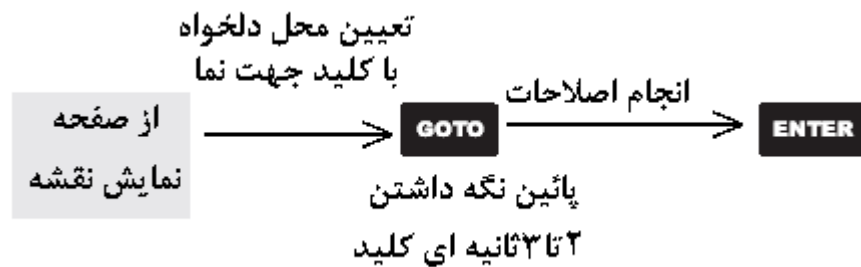 از صفحه
نمایش نقشه
تعیین محل دلخواه
با کلید جهت نما
GOTO
پائین نگه داشتن
۲ تا ۳ ثانیه ای کلید
انجام اصلاحات
ENTER